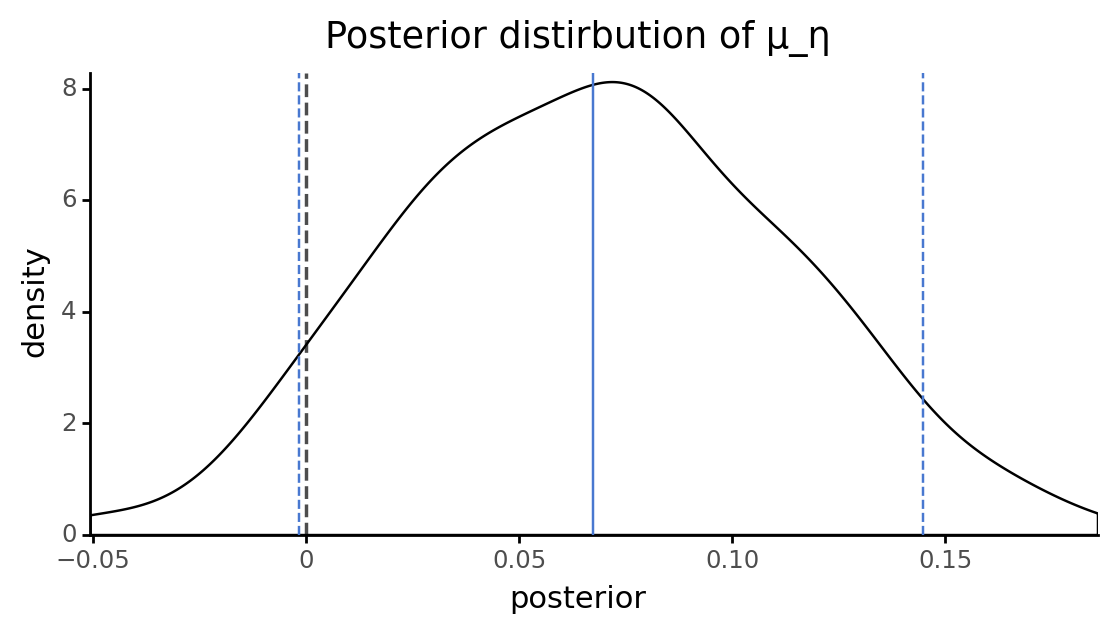 Posterior distirbution of μ_η
density
8
6
4
2
0
−0.05 0 0.05 0.10 0.15
posterior